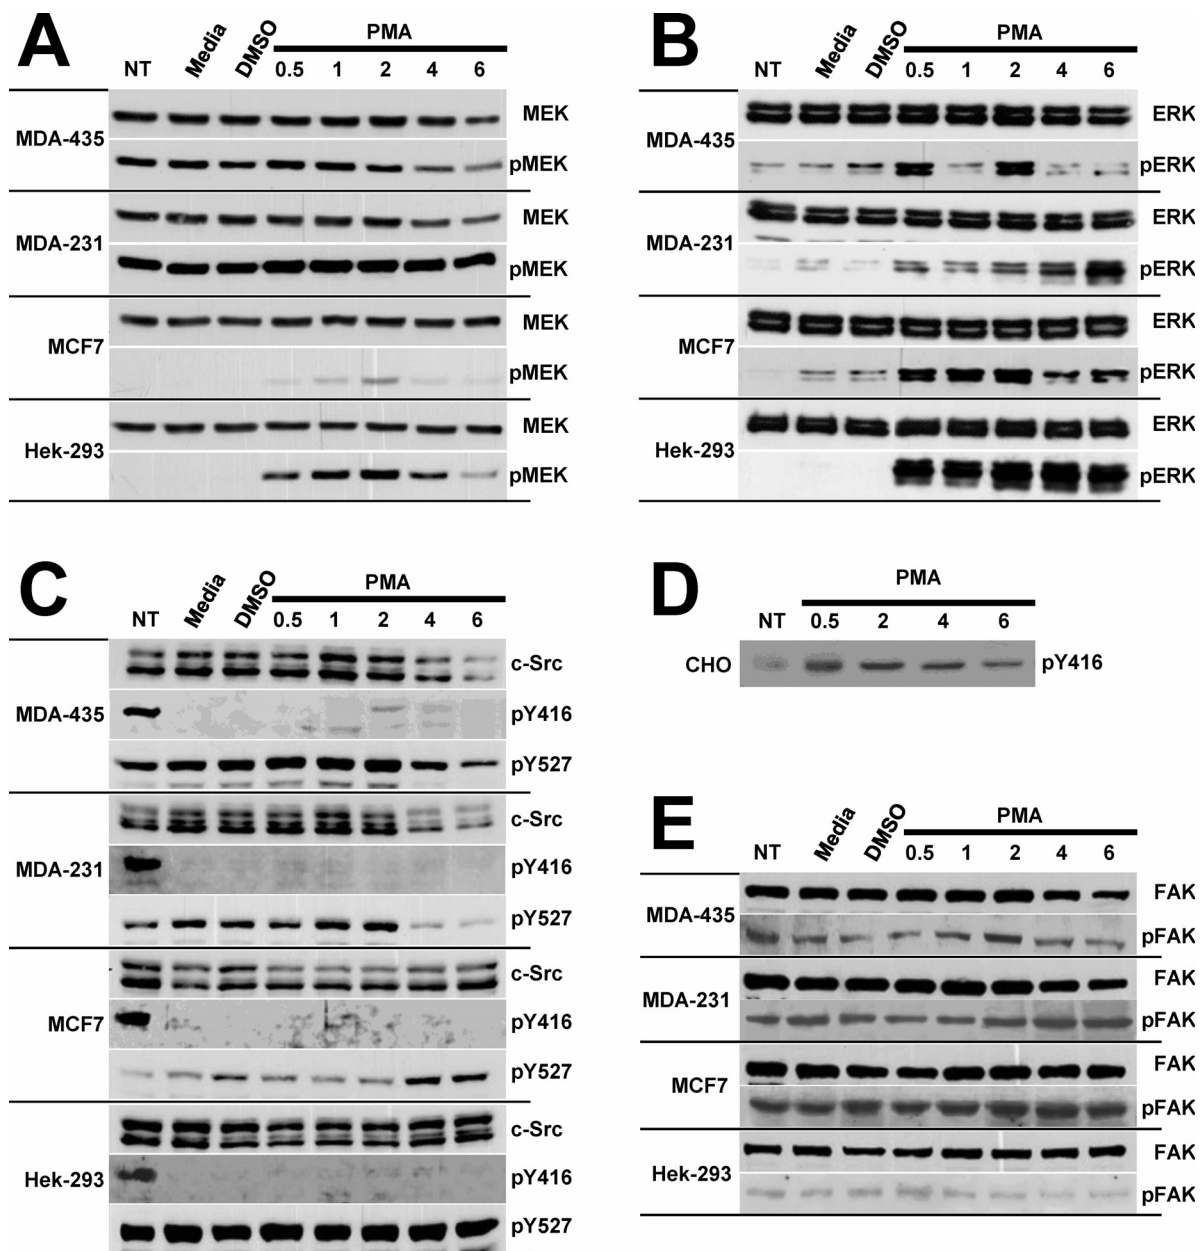 A
PMA
NT Media DMSO 0.5 1 2 4 6
MDA-435
MEK
pMEK
MDA-231
MEK
pMEK
MCF7
MEK
pMEK
Hek-293
MEK
pMEK
B
PMA
NT Media DMSO 0.5 1 2 4 6
MDA-435
ERK
pERK
MDA-231
ERK
pERK
MCF7
ERK
pERK
Hek-293
ERK
pERK
C
PMA
NT Media DMSO 0.5 1 2 4 6
MDA-435
c-Src
pY416
pY527
MDA-231
c-Src
pY416
pY527
MCF7
c-Src
pY416
pY527
Hek-293
c-Src
pY416
pY527
D
PMA
NT 0.5 2 4 6
CHO pY416
E
PMA
NT Media DMSO 0.5 1 2 4 6
MDA-435
FAK
pFAK
MDA-231
FAK
pFAK
MCF7
FAK
pFAK
Hek-293
FAK
pFAK